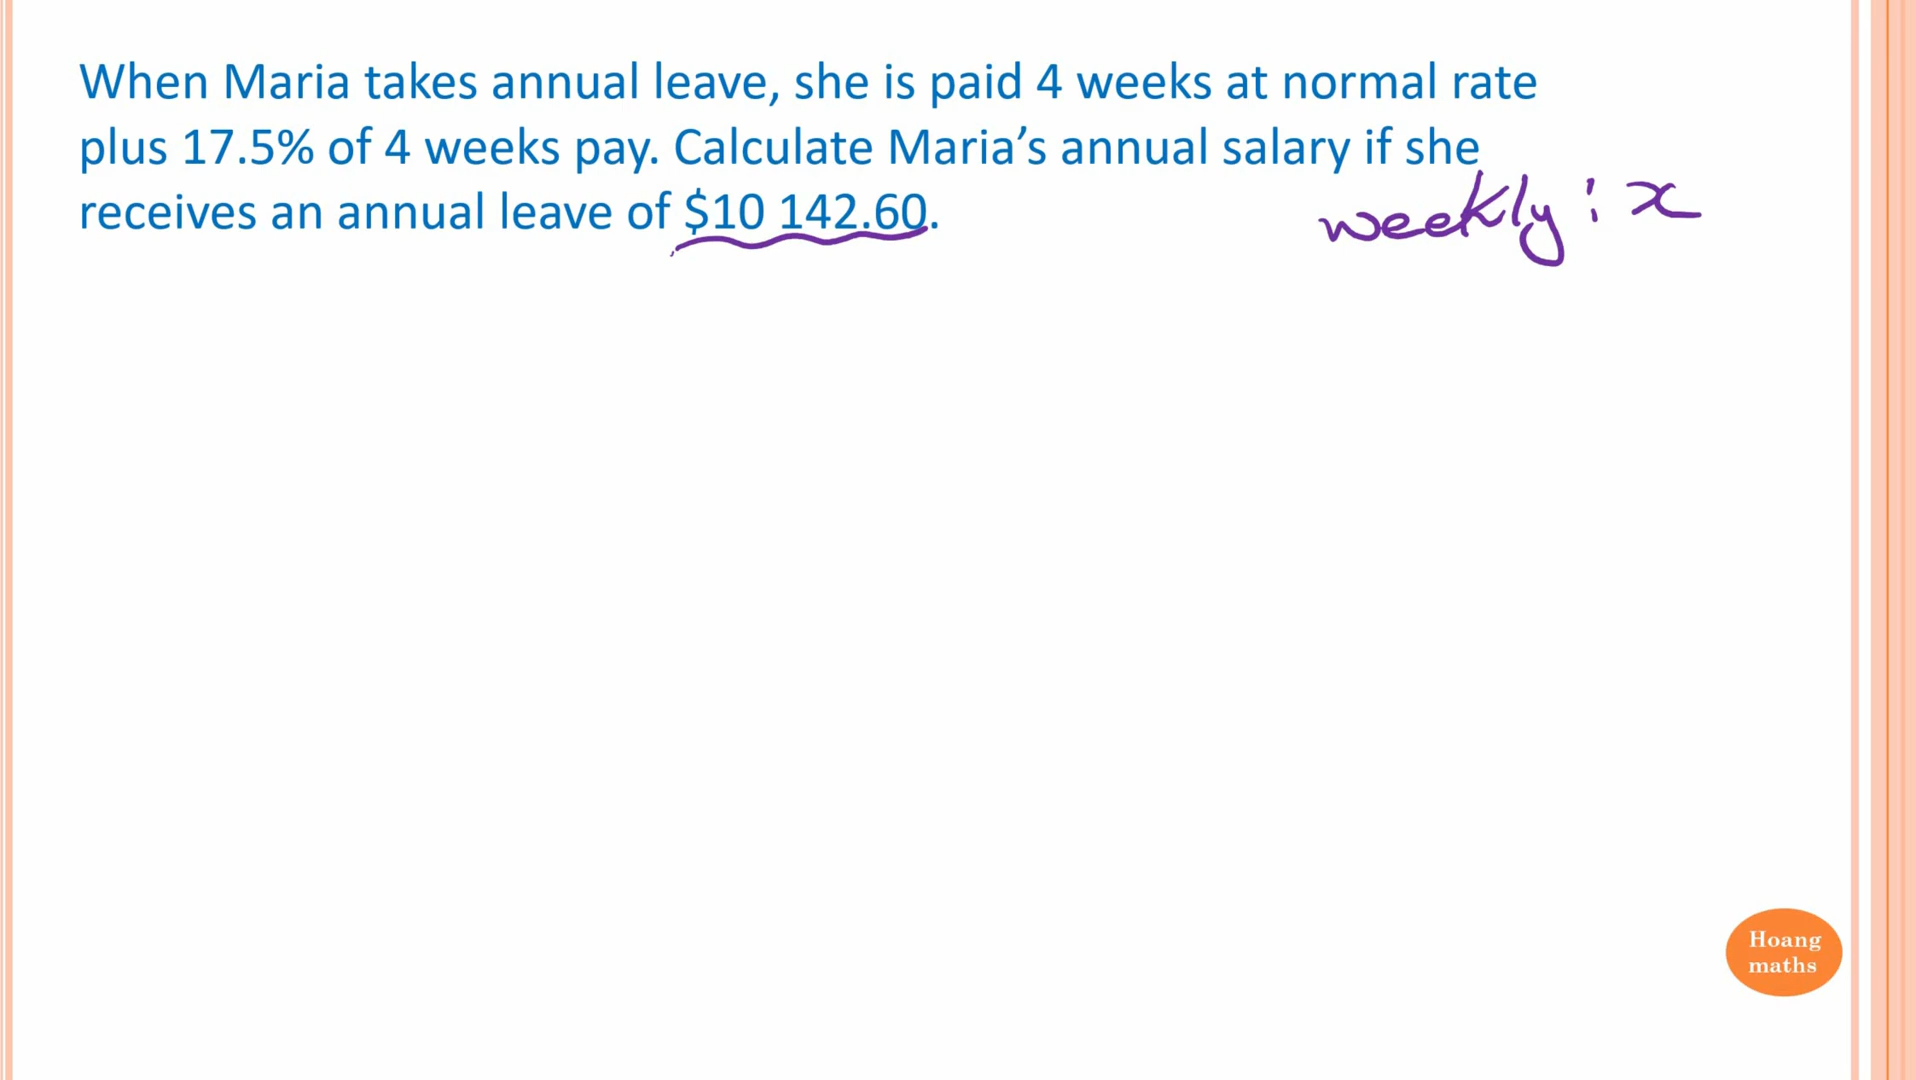 When Maria takes annual leave, she is paid 4 weeks at normal rate
plus 17.5% of 4 weeks pay. Calculate Maria’s annual salary if she
receives an annual leave of $10 142.60.
weekly : x
Hoang
maths